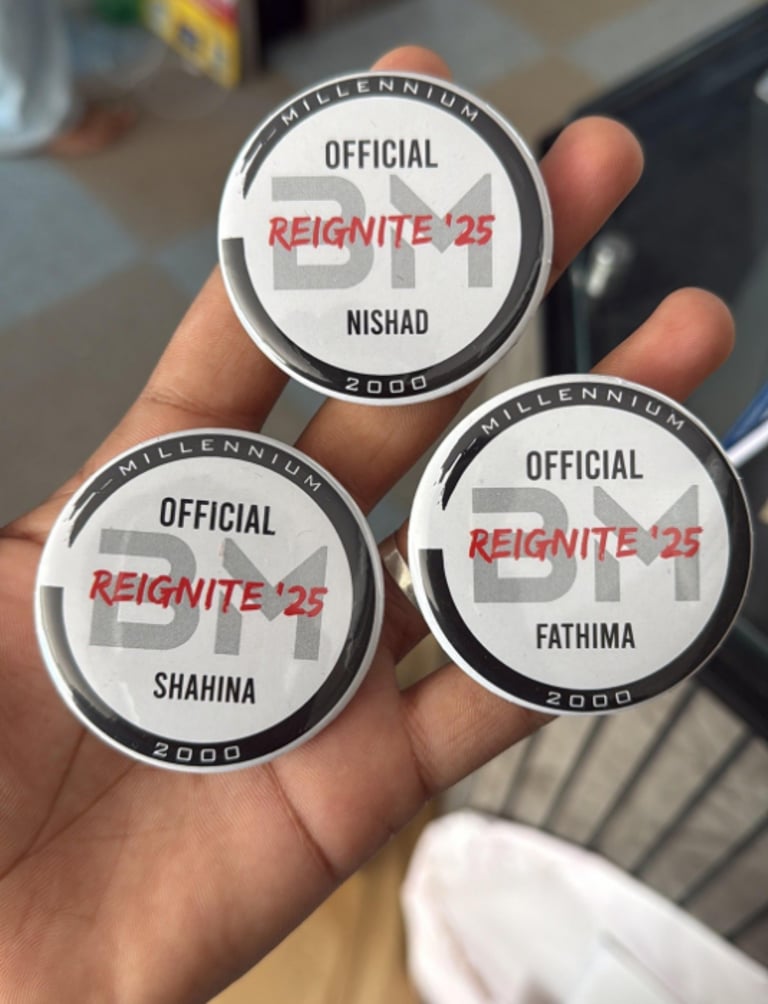 MILLENNIUM
OFFICIAL
BM
REIGNITE '25
NISHAD
2000
MILLENNIUM
OFFICIAL
BM
REIGNITE '25
SHAHINA
2000
MILLENNIUM
OFFICIAL
BM
REIGNITE '25
FATHIMA
2000